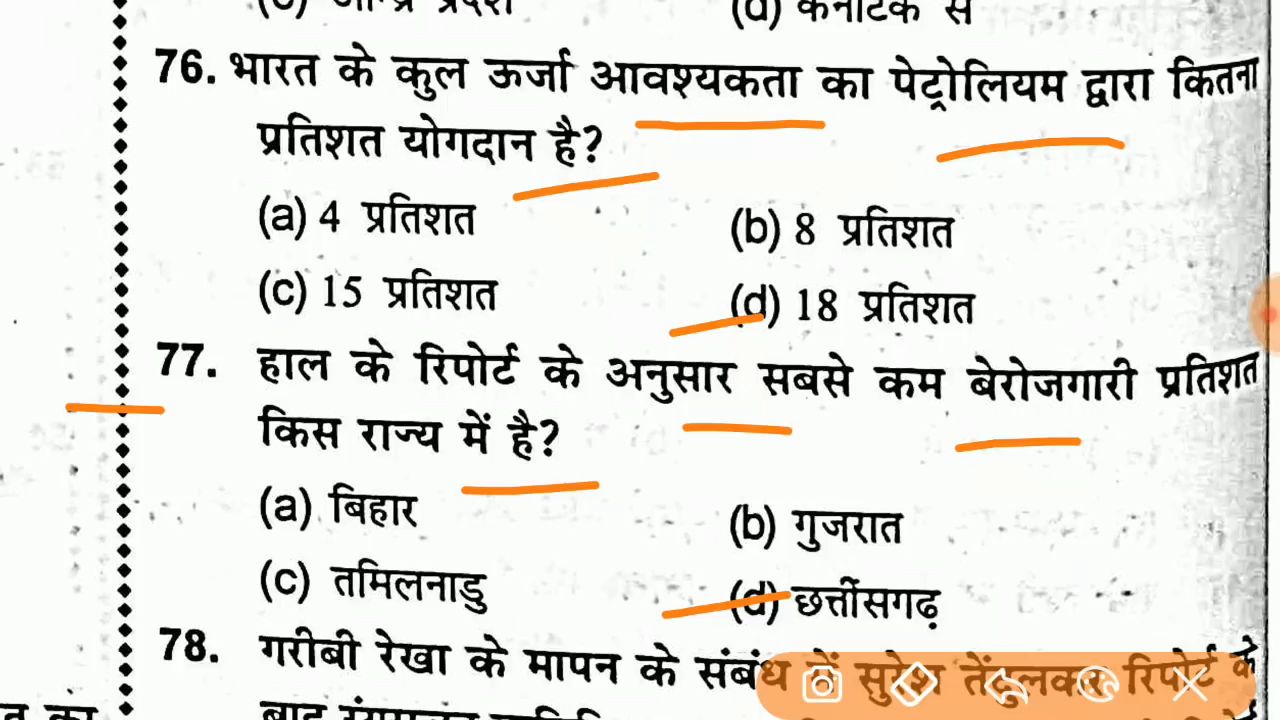 (d) कर्नाटक से
76. भारत के कुल ऊर्जा आवश्यकता का पेट्रोलियम द्वारा कितना
प्रतिशत योगदान है?
(a) 4 प्रतिशत (b) 8 प्रतिशत
(c) 15 प्रतिशत (d) 18 प्रतिशत
77. हाल के रिपोर्ट के अनुसार सबसे कम बेरोजगारी प्रतिशत
किस राज्य में है?
(a) बिहार (b) गुजरात
(c) तमिलनाडु (d) छत्तीसगढ़
78. गरीबी रेखा के मापन के संबंध में सुरेश तेंदुलकर रिपोर्ट के